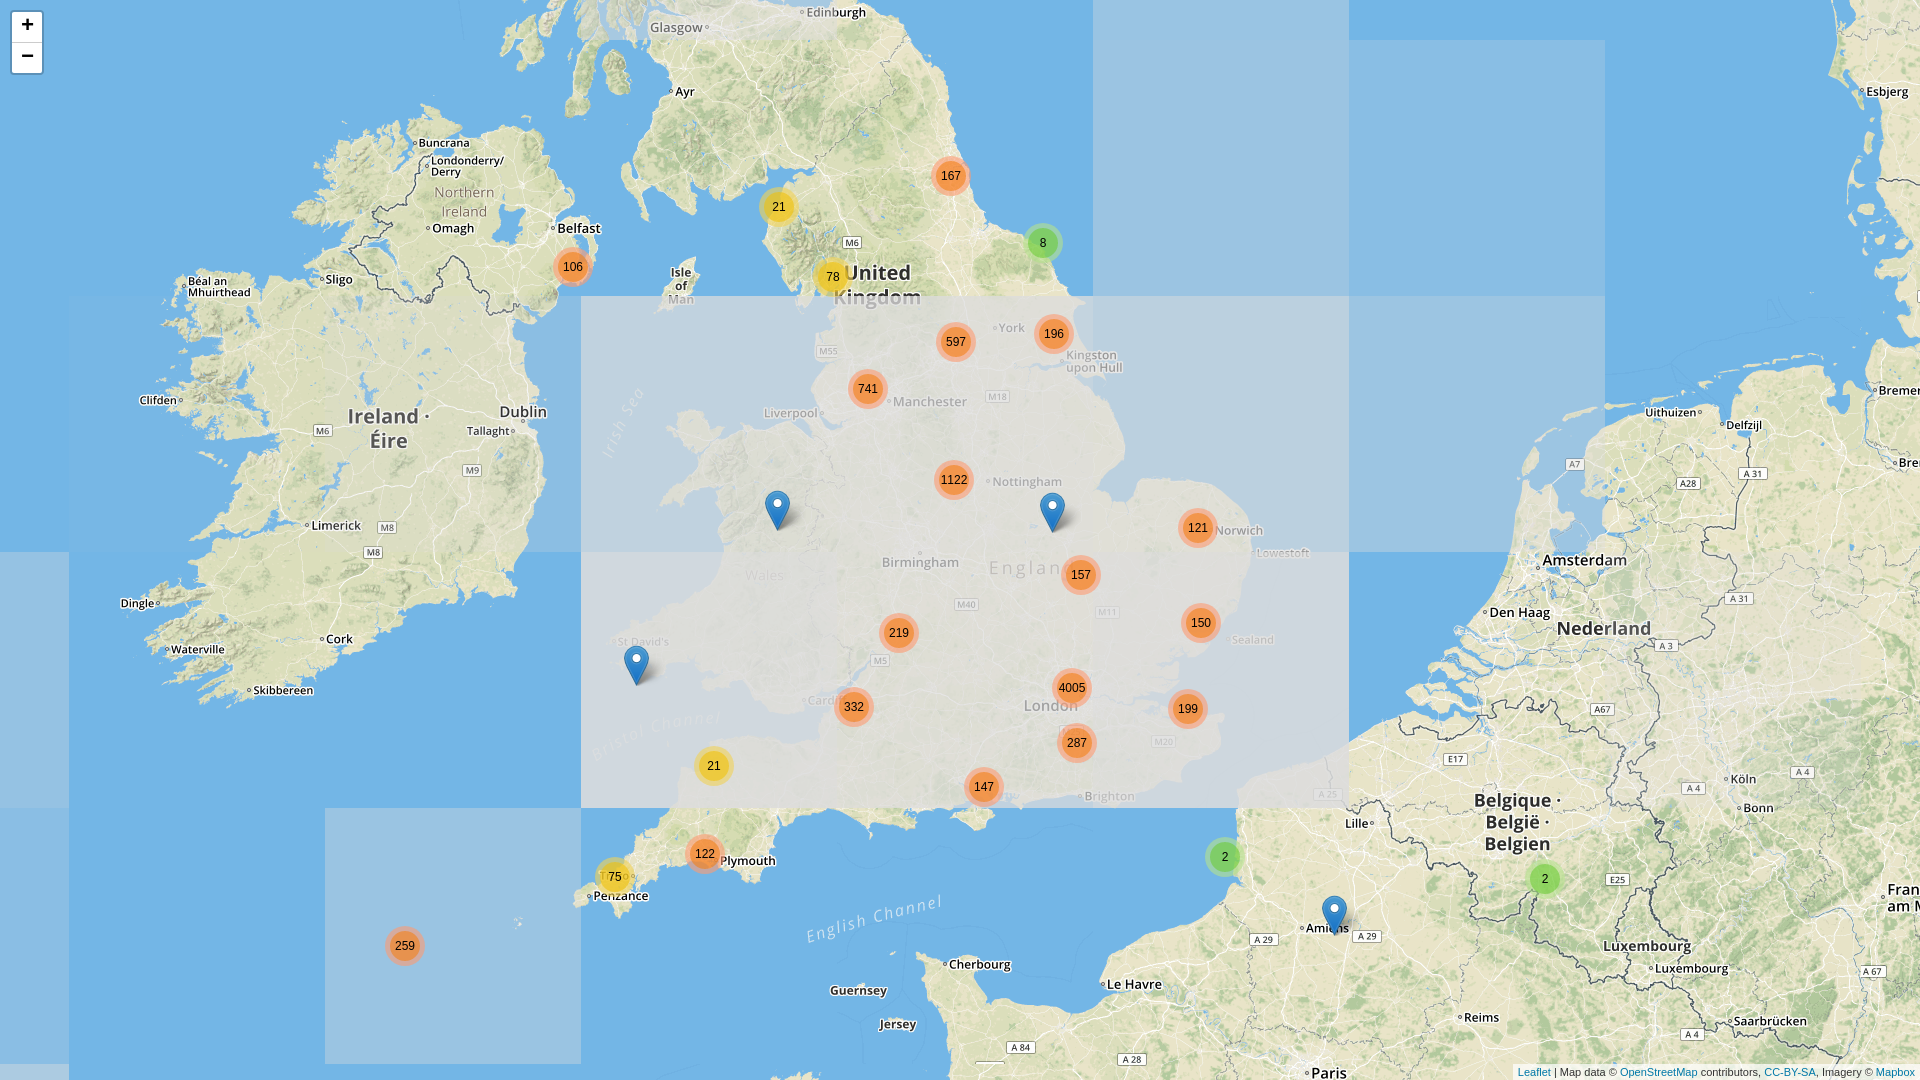 +
−
Glasgow
Edinburgh
Ayr
Esbjerg
Buncrana
Londonderry/
Derry
Northern
Ireland
Omagh
Belfast
167
21
M6
8
106
78
United
Kingdom
Isle
of
Man
Sligo
Béal an
Mhuirthead
York
196
597
M55
Kingston
upon Hull
741
Manchester
M18
Liverpool
Irish Sea
Clifden
Ireland ·
Éire
Dublin
Tallaght
M6
M9
Uithuizen
Delfzijl
A7
A 31
A28
1122
Nottingham
121
Norwich
Lowestoft
Limerick
M8
M8
Birmingham
Wales
157
Amsterdam
Dingle
M40
M11
A 31
Den Haag
Nederland
219
150
Sealand
Cork
Waterville
St David's
M5
A 3
Skibbereen
4005
London
332
199
A67
Bristol Channel
287
M20
E17
21
147
Brighton
A 25
Köln
A 4
A 4
Bonn
Belgique ·
België ·
Belgien
Lille
122
Plymouth
2
75
Penzance
2
E25
English Channel
Amiens
A 29
A 29
259
Luxembourg
Luxembourg
A 67
Cherbourg
Guernsey
Le Havre
Jersey
Reims
Saarbrücken
A 4
A 84
A 28
Paris
Leaflet | Map data © OpenStreetMap contributors, CC-BY-SA, Imagery © Mapbox